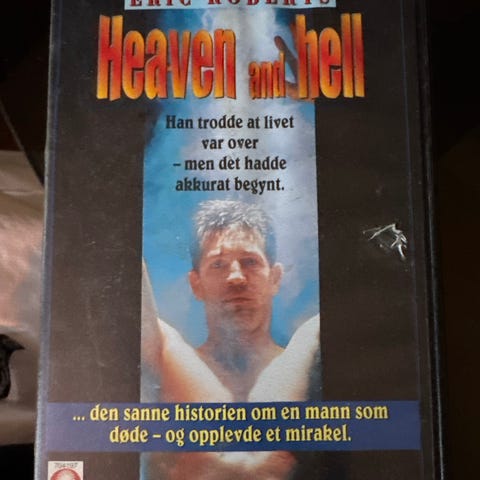 ERIC ROBERTS
Heaven and hell
Han trodde at livet
var over
– men det hadde
akkurat begynt.
... den sanne historien om en mann som
døde – og opplevde et mirakel.
704197